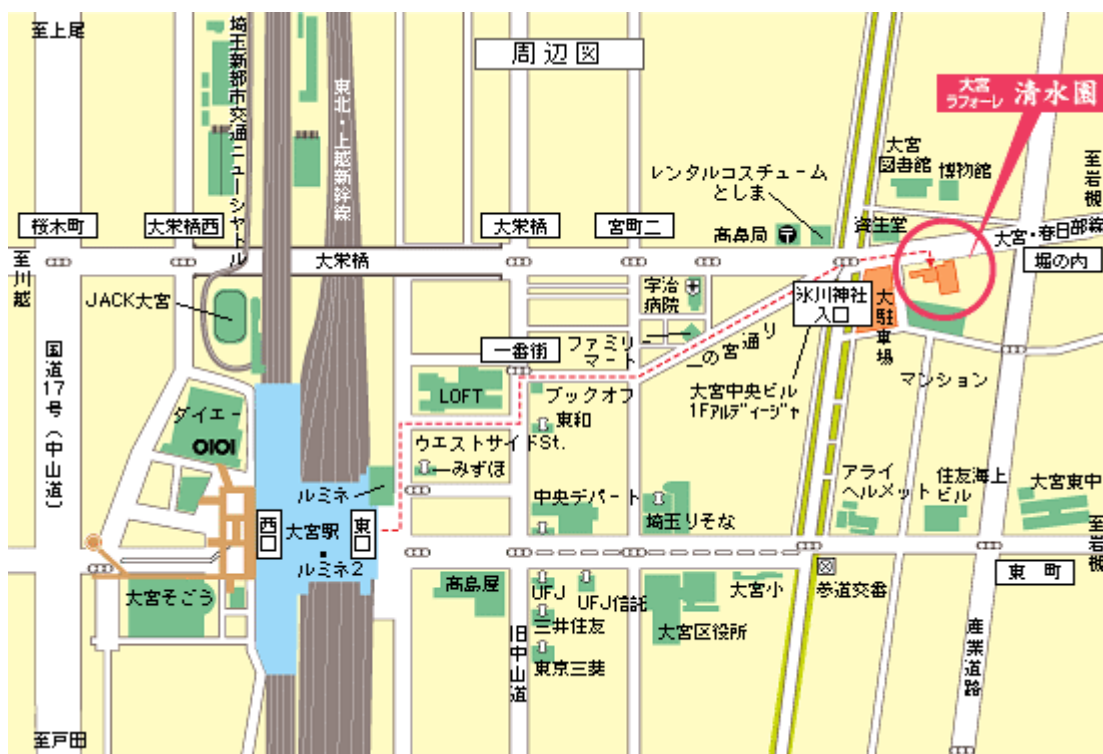 周辺図
至上尾
埼玉新都市交通ニューシャトル
東北・上越新幹線
大宮
ラフォーレ
清水園
大宮
図書館
博物館
至岩槻
レンタルコスチューム
としま
桜木町
大栄橋西
大栄橋
宮町二
高鼻局
資生堂
大宮・春日部線
堀の内
至川越
大栄橋
JACK大宮
宇治
病院
氷川神社
入口
大駐車場
一番街
ファミリー
マート
一の宮通り
国道17号(中山道)
LOFT
ブックオフ
大宮中央ビル
1Fアルディージャ
マンション
ダイエー
OIOI
東和
ウエストサイドSt.
みずほ
アライ
ヘルメット
住友海上
ビル
大宮東中
ルミネ
中央デパート
埼玉りそな
西口
大宮駅
東口
至岩槻
ルミネ2
東町
大宮そごう
高島屋
UFJ
UFJ信託
大宮小
参道交番
三井住友
大宮区役所
東京三菱
旧中山道
産業道路
至戸田